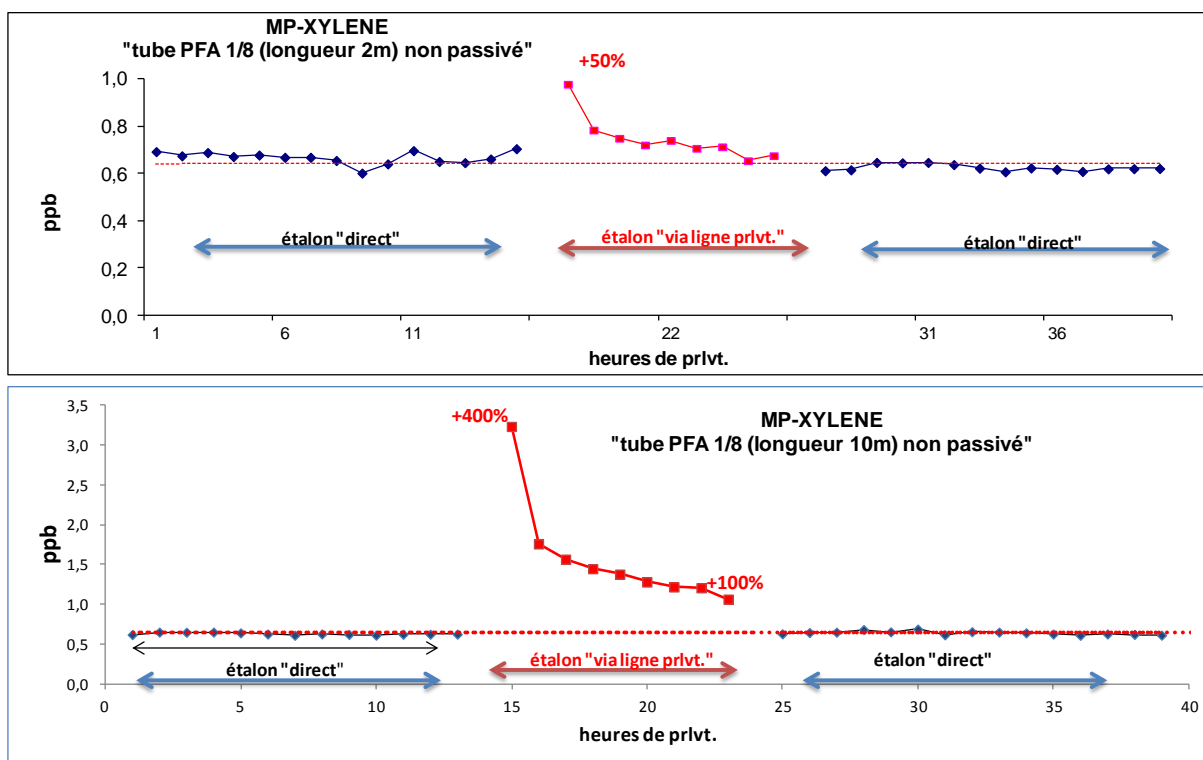 MP-XYLENE
"tube PFA 1/8 (longueur 2m) non passivé"
+50%
1,0
0,8
0,6
0,4
0,2
0,0
ppb
étalon "direct"
étalon "via ligne prlvt."
étalon "direct"
1 6 11 22 31 36
heures de prlvt.
MP-XYLENE
"tube PFA 1/8 (longueur 10m) non passivé"
+400%
+100%
3,5
3,0
2,5
2,0
1,5
1,0
0,5
0,0
ppb
étalon "direct"
étalon "via ligne prlvt."
étalon "direct"
0 5 10 15 20 25 30 35 40
heures de prlvt.